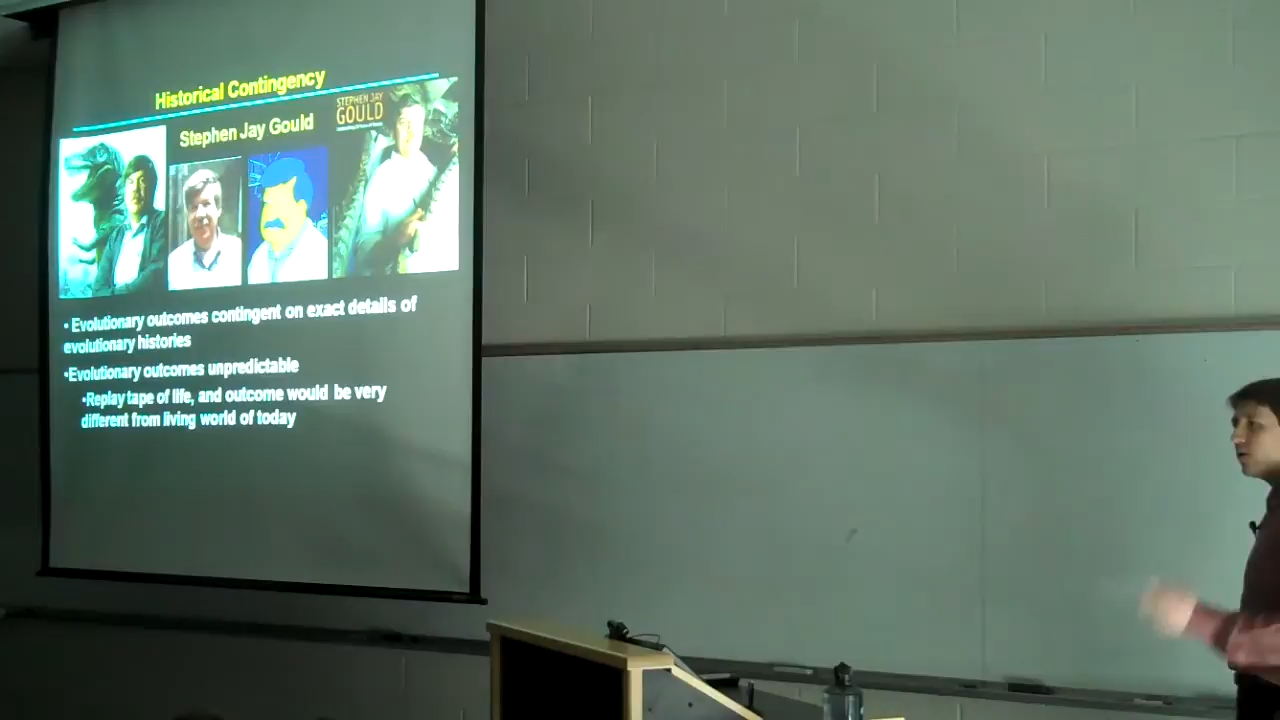 Historical Contingency
Stephen Jay Gould
STEPHEN JAY
GOULD
• Evolutionary outcomes contingent on exact details of
evolutionary histories
•Evolutionary outcomes unpredictable
•Replay tape of life, and outcome would be very
different from living world of today